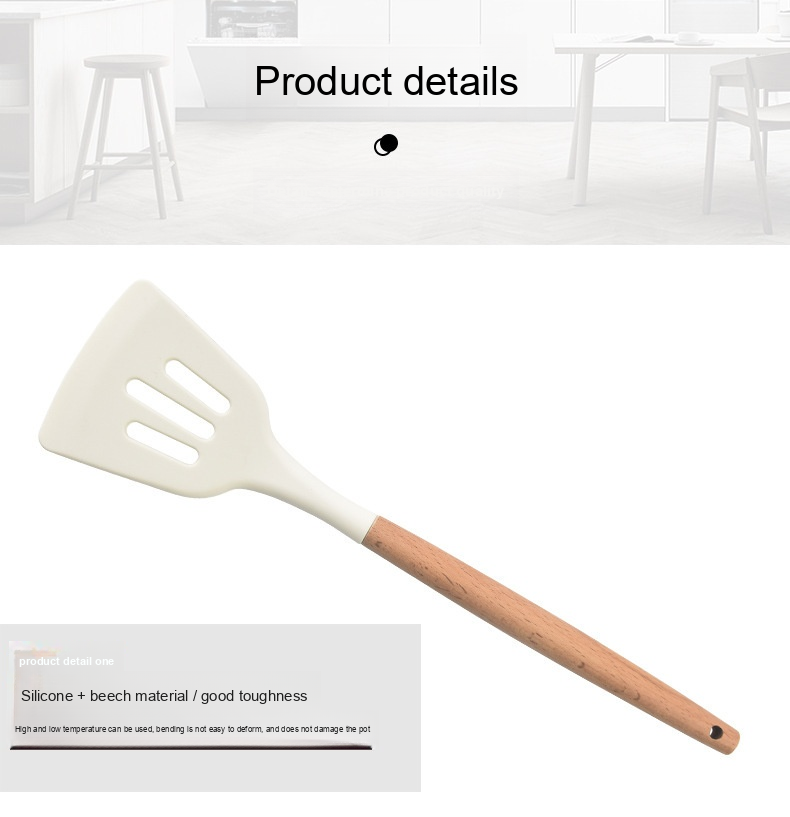 Product details
product detail one
Silicone + beech material / good toughness
High and low temperature can be used, bending is not easy to deform, and does not damage the pot